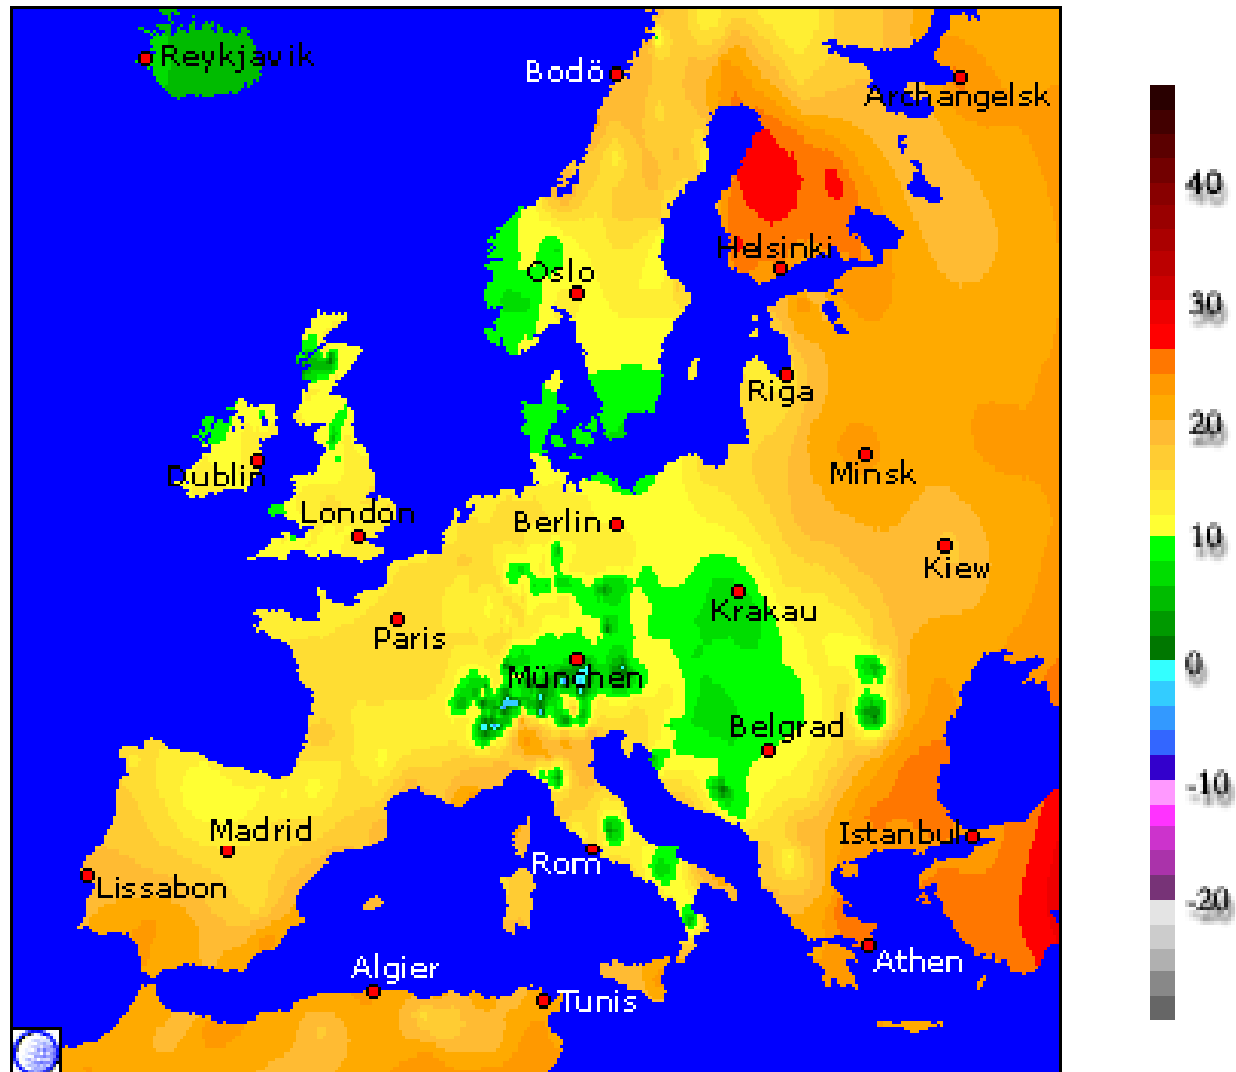 Reykjavik
Bodö
Archangelsk
Helsinki
Oslo
Riga
Minsk
Dublin
London
Berlin
Kiew
Krakau
Paris
München
Belgrad
Madrid
Istanbul
Rom
Lissabon
Athen
Algier
Tunis
40
30
20
10
0
-10
-20